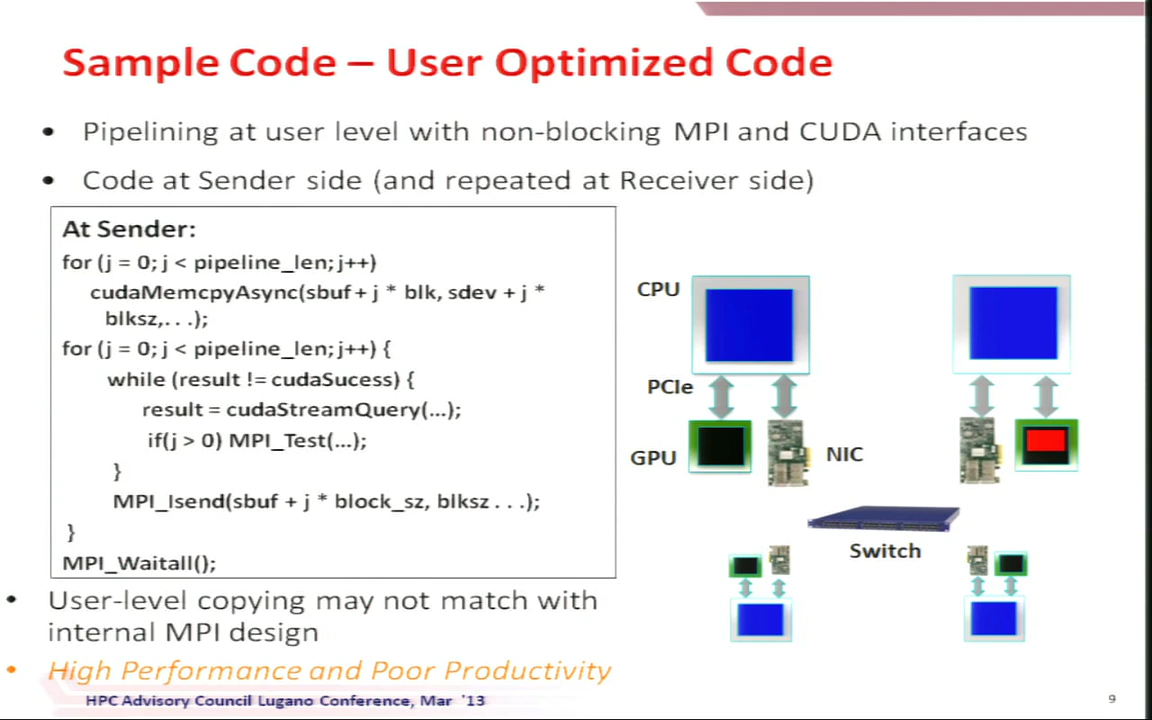 Sample Code – User Optimized Code
• Pipelining at user level with non-blocking MPI and CUDA interfaces
• Code at Sender side (and repeated at Receiver side)
At Sender:
for (j = 0; j < pipeline_len; j++)
cudaMemcpyAsync(sbuf + j * blk, sdev + j *
blksz,. . .);
for (j = 0; j < pipeline_len; j++) {
while (result != cudaSucess) {
result = cudaStreamQuery(…);
if(j > 0) MPI_Test(…);
}
MPI_Isend(sbuf + j * block_sz, blksz . . .);
}
MPI_Waitall();
CPU
PCIe
GPU
NIC
Switch
• User-level copying may not match with
internal MPI design
• High Performance and Poor Productivity
HPC Advisory Council Lugano Conference, Mar '13
9